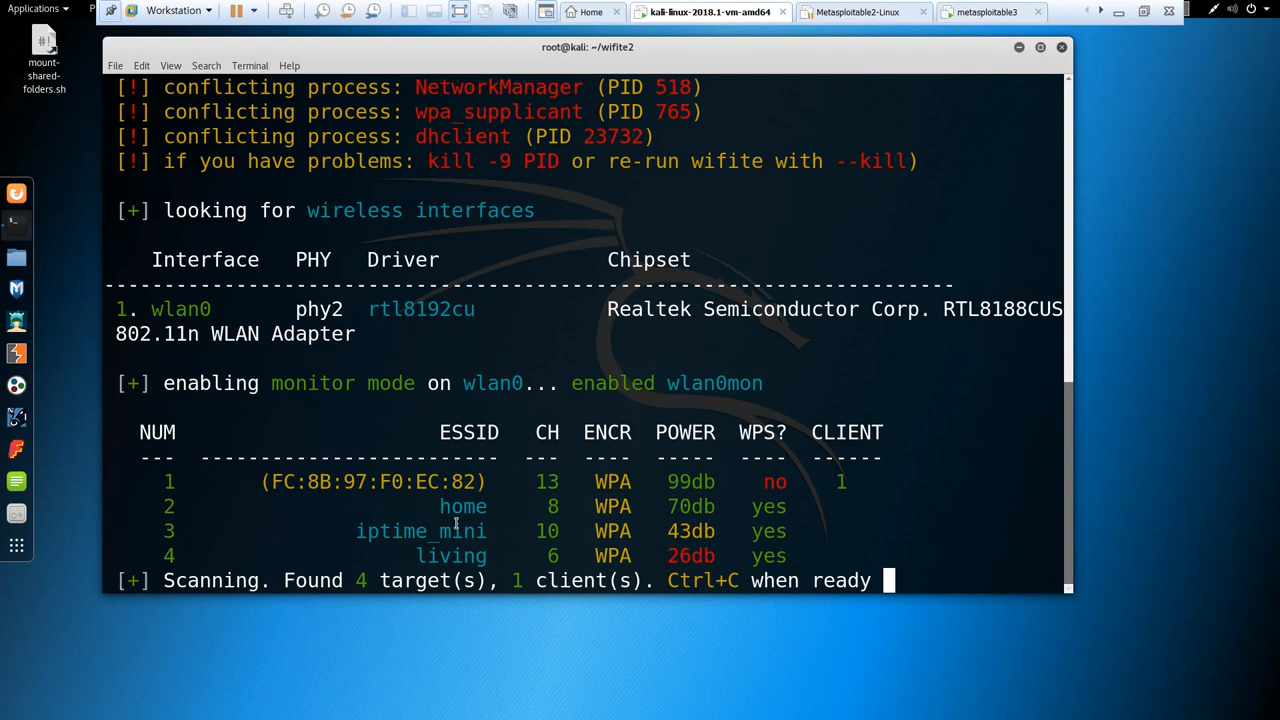 Applications
P
Workstation
Home
kali-linux-2018.1-vm-amd64
Metasploitable2-Linux
metasploitable3
#!
mount-
shared-
folders.sh
root@kali: ~/wifite2
File Edit View Search Terminal Help
[!] conflicting process: NetworkManager (PID 518)
[!] conflicting process: wpa_supplicant (PID 765)
[!] conflicting process: dhclient (PID 23732)
[!] if you have problems: kill -9 PID or re-run wifite with --kill)
[+] looking for wireless interfaces
Interface PHY Driver Chipset
-----------------------------------------------------------------------
1. wlan0 phy2 rtl8192cu Realtek Semiconductor Corp. RTL8188CUS
802.11n WLAN Adapter
[+] enabling monitor mode on wlan0... enabled wlan0mon
NUM ESSID CH ENCR POWER WPS? CLIENT
--- ------------------------- --- ---- ----- ---- ------
1 (FC:8B:97:F0:EC:82) 13 WPA 99db no 1
2 home 8 WPA 70db yes
3 iptime_mini 10 WPA 43db yes
4 living 6 WPA 26db yes
[+] Scanning. Found 4 target(s), 1 client(s). Ctrl+C when ready